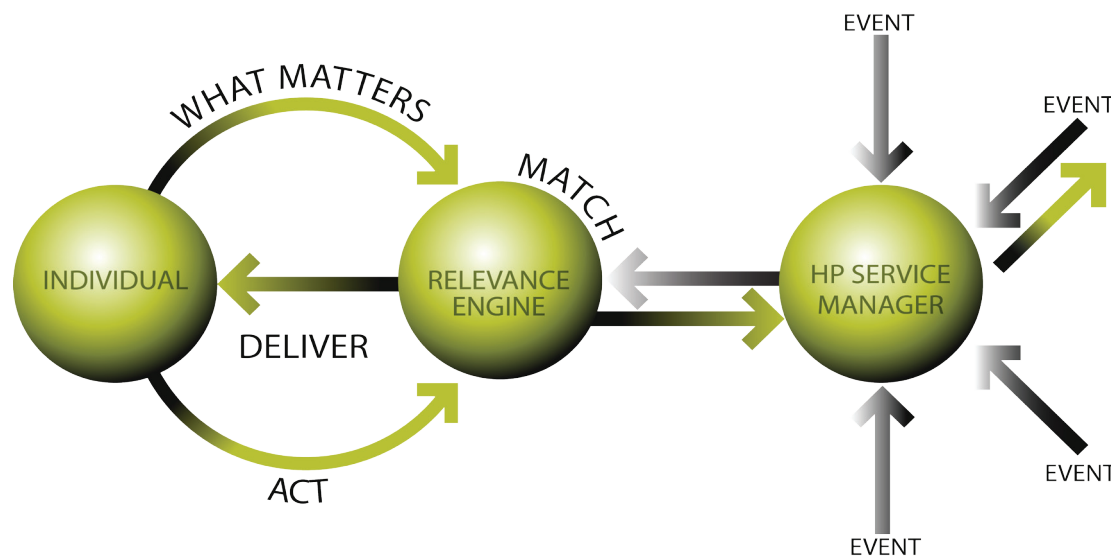 EVENT
WHAT MATTERS
EVENT
MATCH
INDIVIDUAL
RELEVANCE
ENGINE
HP SERVICE
MANAGER
DELIVER
ACT
EVENT
EVENT